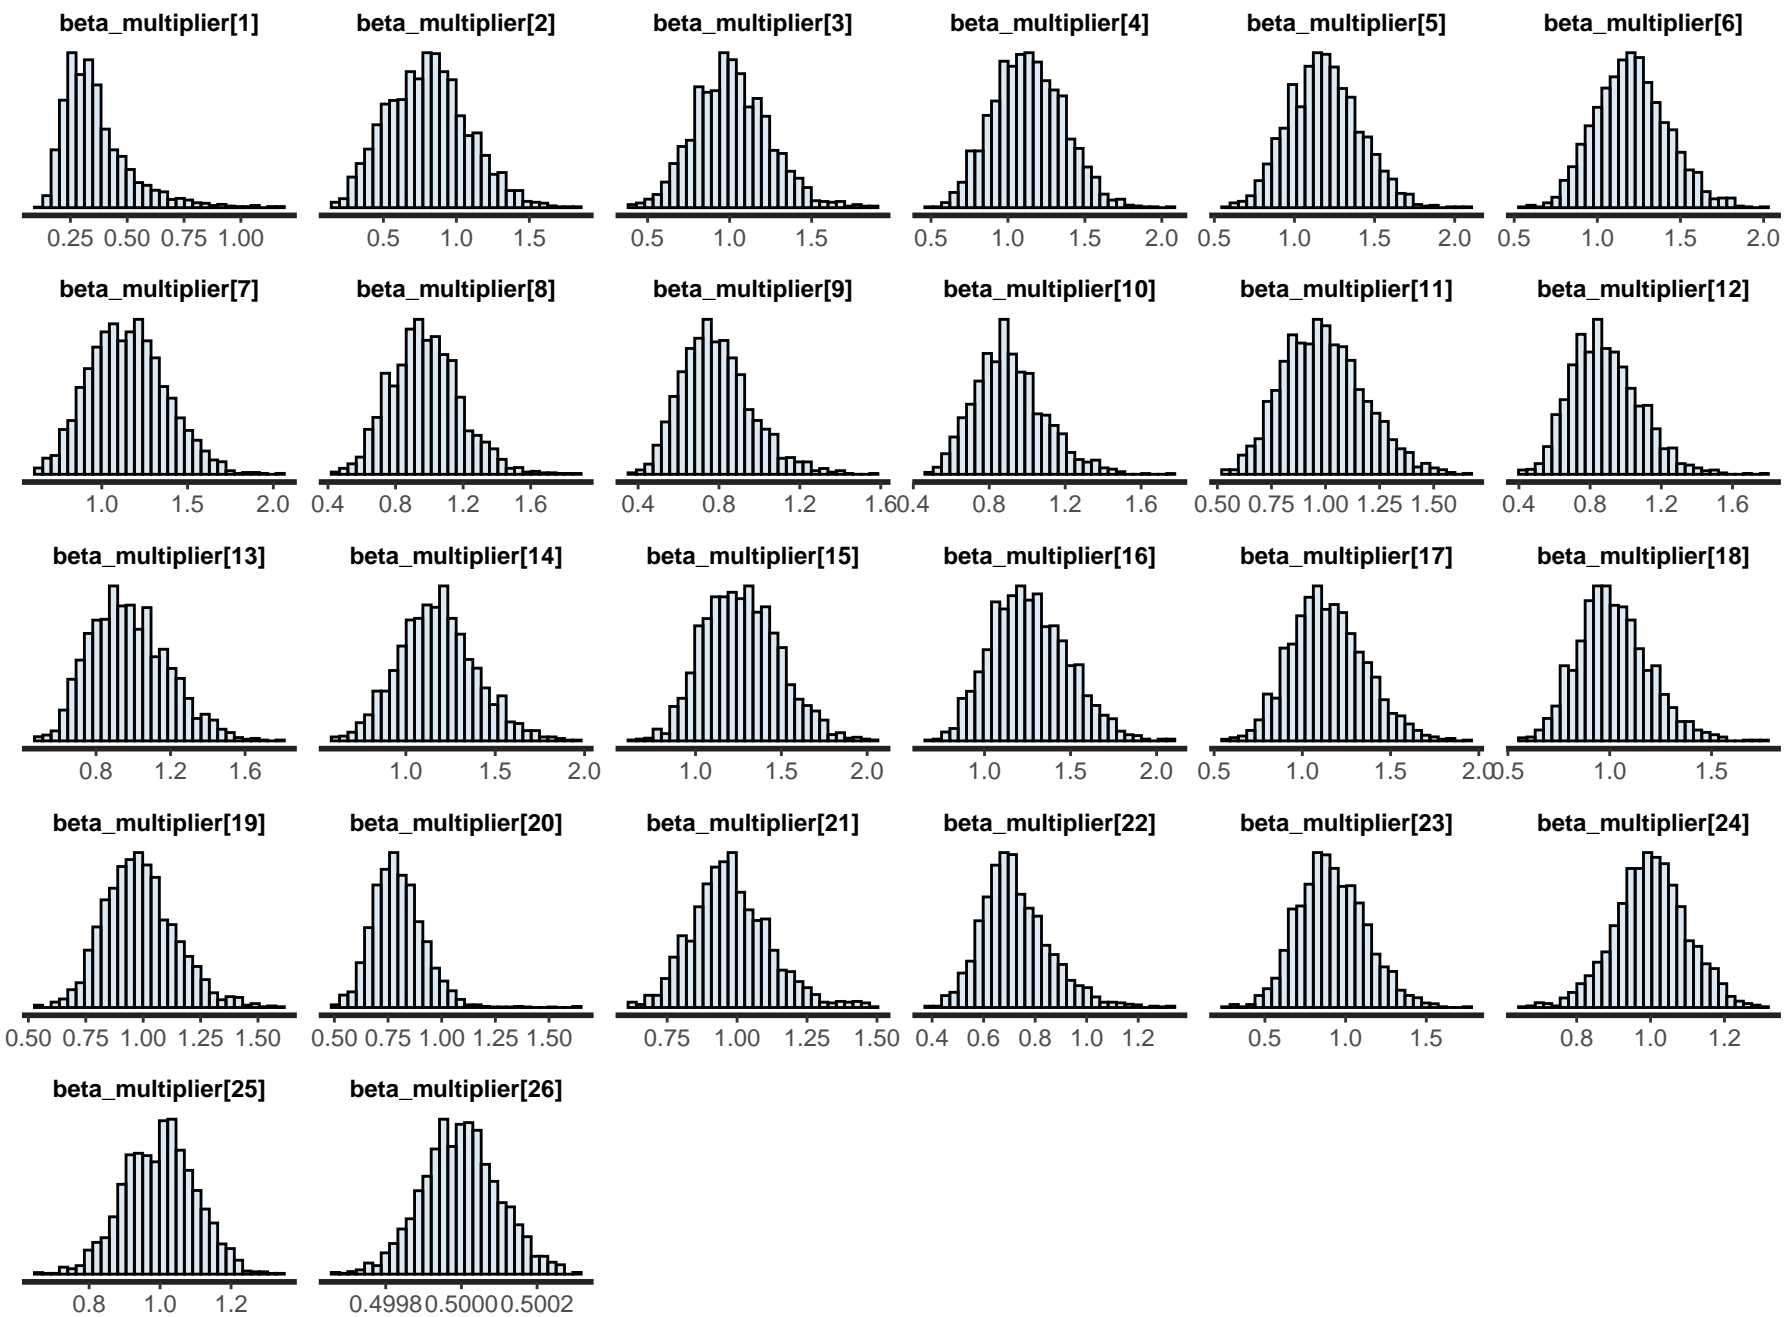 beta_multiplier[1] beta_multiplier[2] beta_multiplier[3] beta_multiplier[4] beta_multiplier[5] beta_multiplier[6]
0.25 0.50 0.75 1.00 0.5 1.0 1.5 0.5 1.0 1.5 0.5 1.0 1.5 2.0 0.5 1.0 1.5 2.0 0.5 1.0 1.5 2.0
beta_multiplier[7] beta_multiplier[8] beta_multiplier[9] beta_multiplier[10] beta_multiplier[11] beta_multiplier[12]
1.0 1.5 2.0 0.4 0.8 1.2 1.6 0.4 0.8 1.2 1.6 0.4 0.8 1.2 1.6 0.50 0.75 1.00 1.25 1.50 0.4 0.8 1.2 1.6
beta_multiplier[13] beta_multiplier[14] beta_multiplier[15] beta_multiplier[16] beta_multiplier[17] beta_multiplier[18]
0.8 1.2 1.6 1.0 1.5 2.0 1.0 1.5 2.0 1.0 1.5 2.0 0.5 1.0 1.5 2.0 0.5 1.0 1.5
beta_multiplier[19] beta_multiplier[20] beta_multiplier[21] beta_multiplier[22] beta_multiplier[23] beta_multiplier[24]
0.50 0.75 1.00 1.25 1.50 0.50 0.75 1.00 1.25 1.50 0.75 1.00 1.25 1.50 0.4 0.6 0.8 1.0 1.2 0.5 1.0 1.5 0.8 1.0 1.2
beta_multiplier[25] beta_multiplier[26]
0.8 1.0 1.2 0.4998 0.5000 0.5002